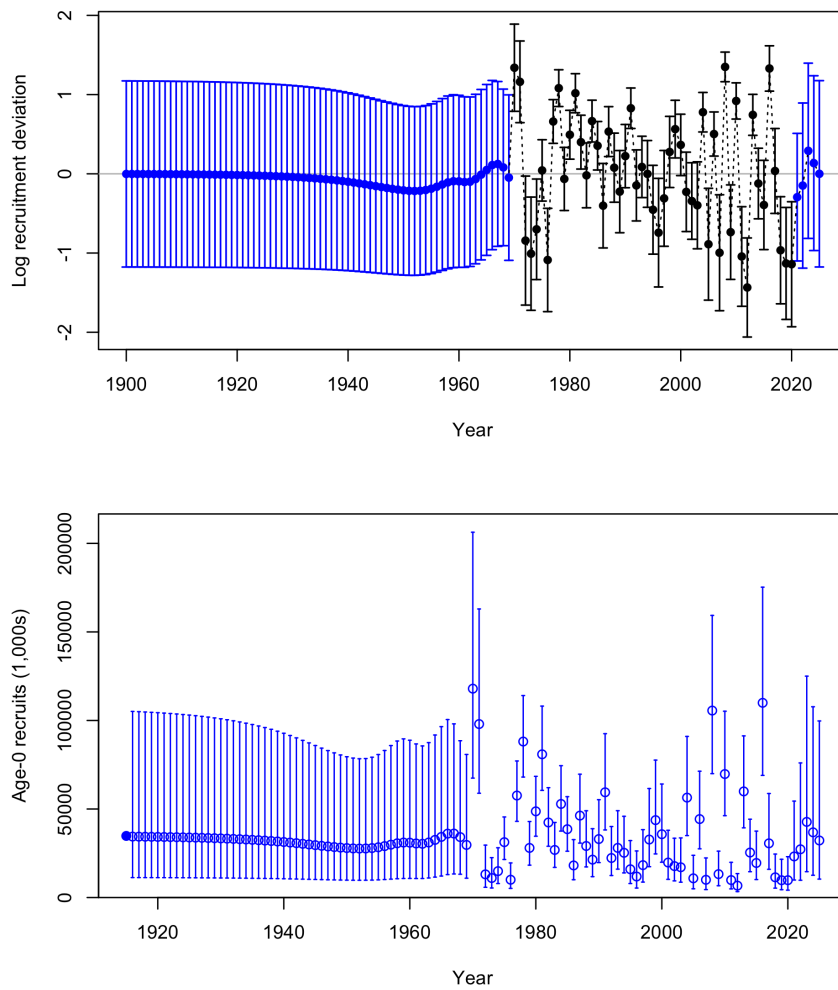 Log recruitment deviation
2
1
0
-1
-2
1900 1920 1940 1960 1980 2000 2020
Year
Age-0 recruits (1,000s)
200000
150000
100000
50000
0
1920 1940 1960 1980 2000 2020
Year